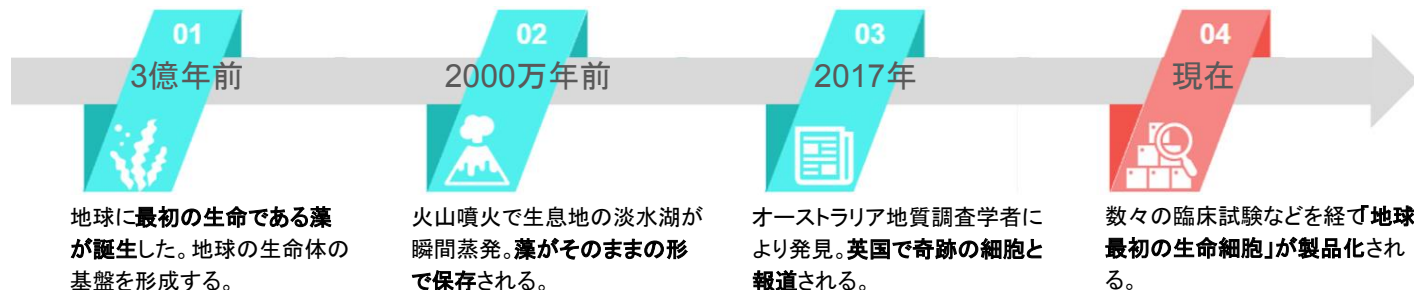 01
3億年前
地球に最初の生命である藻
が誕生した。地球の生命体の
基盤を形成する。
02
2000万年前
火山噴火で生息地の淡水湖が
瞬間蒸発。藻がそのままの形
で保存される。
03
2017年
オーストラリア地質調査学者に
より発見。英国で奇跡の細胞と
報道される。
04
現在
数々の臨床試験などを経て「地球
最初の生命細胞」が製品化され
る。